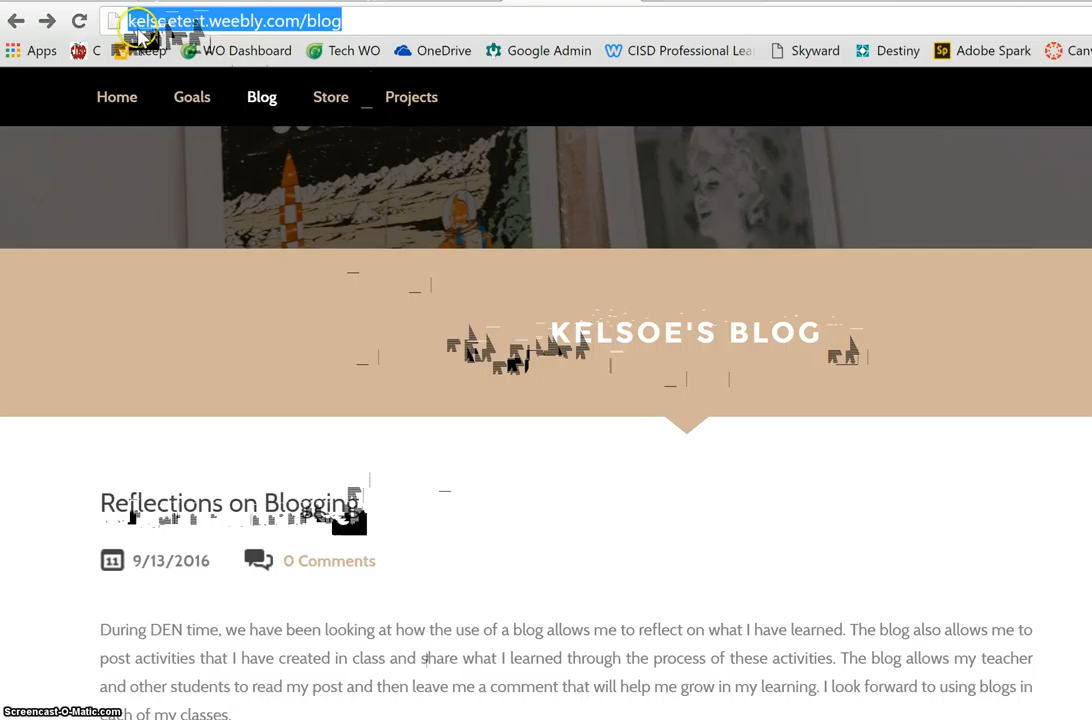 kelsoetest.weebly.com/blog
Apps C Keep WO Dashboard Tech WO OneDrive Google Admin CISD Professional Lea Skyward Destiny Sp Adobe Spark Can
Home Goals Blog Store Projects
KELSOE'S BLOG
Reflections on Blogging
11 9/13/2016 0 Comments
During DEN time, we have been looking at how the use of a blog allows me to reflect on what I have learned. The blog also allows me to
post activities that I have created in class and share what I learned through the process of these activities. The blog allows my teacher
and other students to read my post and then leave me a comment that will help me grow in my learning. I look forward to using blogs in
each of my classes.
Screencast-O-Matic.com